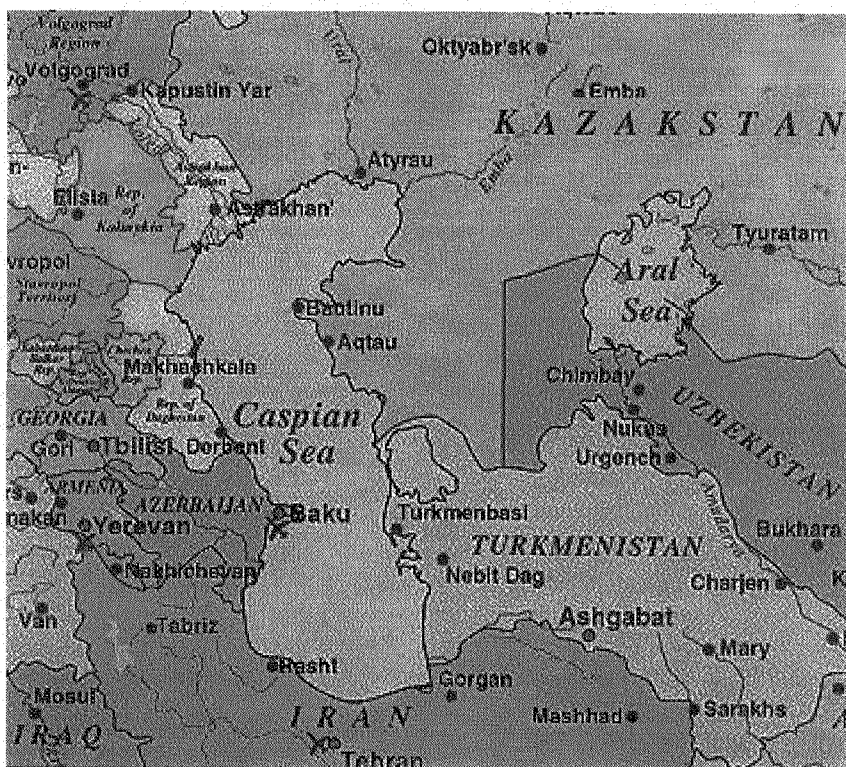 Volgograd
Region
Oktyabr'sk
Ural
Volgograd
Kapustin Yar
Emba
KAZAKSTAN
Atyrau
Emba
Elista
Rep.
of
Kalmykia
Astrakhan'
Tyuratam
Aral
Sea
vropol
Stavropol
Territory
Bautinu
Aqtau
Makhachkala
Chimbay
UZBEKISTAN
Rep. of
Dagestan
Caspian
Sea
GEORGIA
Gori
Tbilisi
Derbent
Nukus
Urgench
ARMENIA
AZERBAIJAN
nakan
Yerevan
Baku
Turkmenbasi
Bukhara
TURKMENISTAN
Nakhichevan
Nebit Dag
Charjen
Van
Tabriz
Ashgabat
Mary
Rasht
Gorgan
Mosul
IRAN
Mashhad
Sarakhs
IRAQ
Tehran